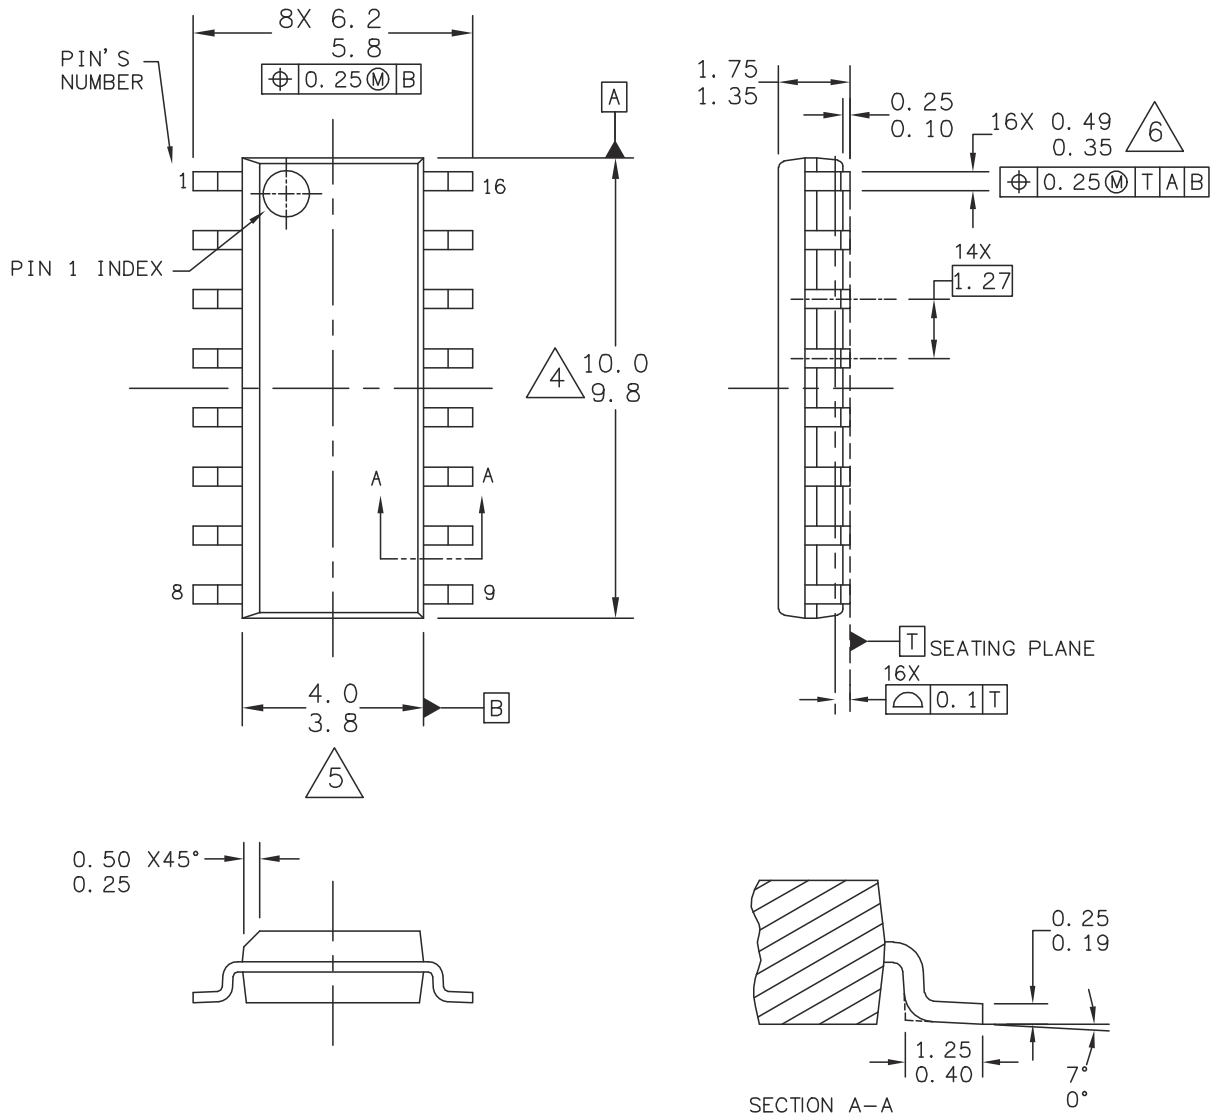 8X 6.2
5.8
⌖ 0.25 Ⓜ B
PIN'S
NUMBER
A
1
16
PIN 1 INDEX
4
10.0
9.8
A A
8
9
4.0
3.8
B
5
1.75
1.35
0.25
0.10
16X 0.49
0.35
6
⌖ 0.25 Ⓜ T A B
14X
1.27
T SEATING PLANE
16X
⌓ 0.1 T
0.50 X45°
0.25
0.25
0.19
1.25
0.40
7°
0°
SECTION A-A